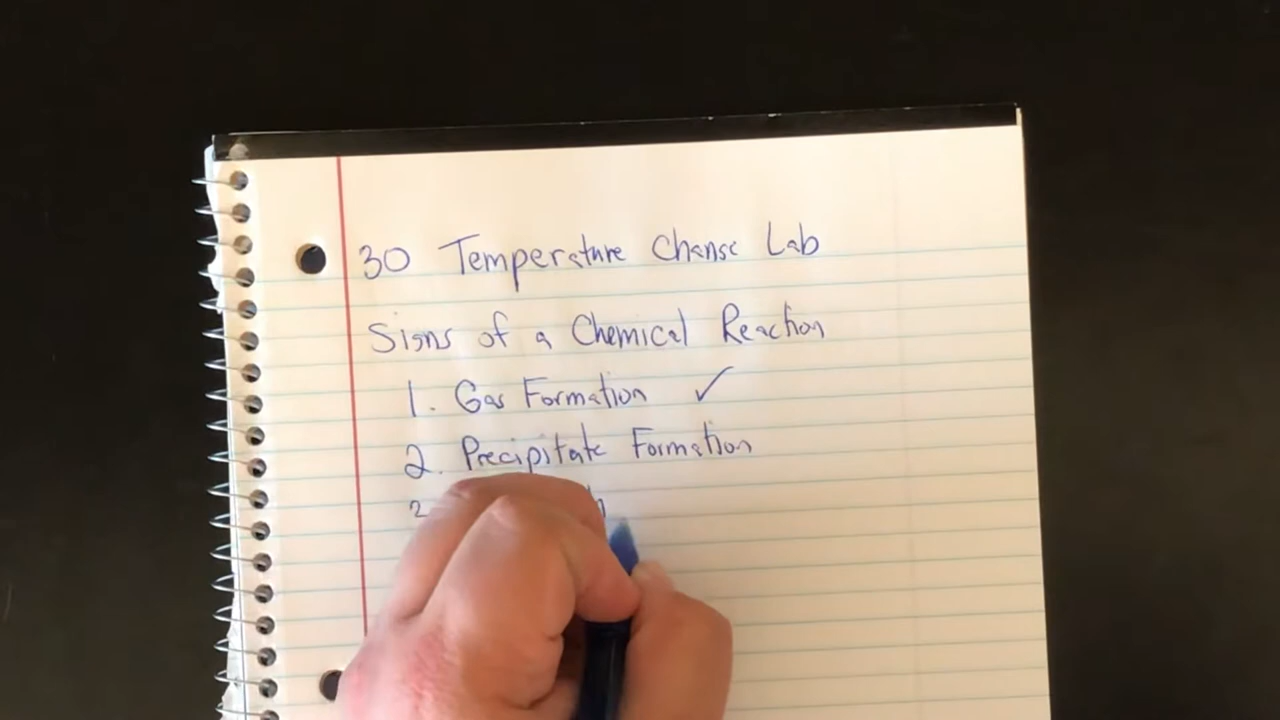 30 Temperature Change Lab
Signs of a Chemical Reaction
1. Gas Formation ✓
2. Precipitate Formation